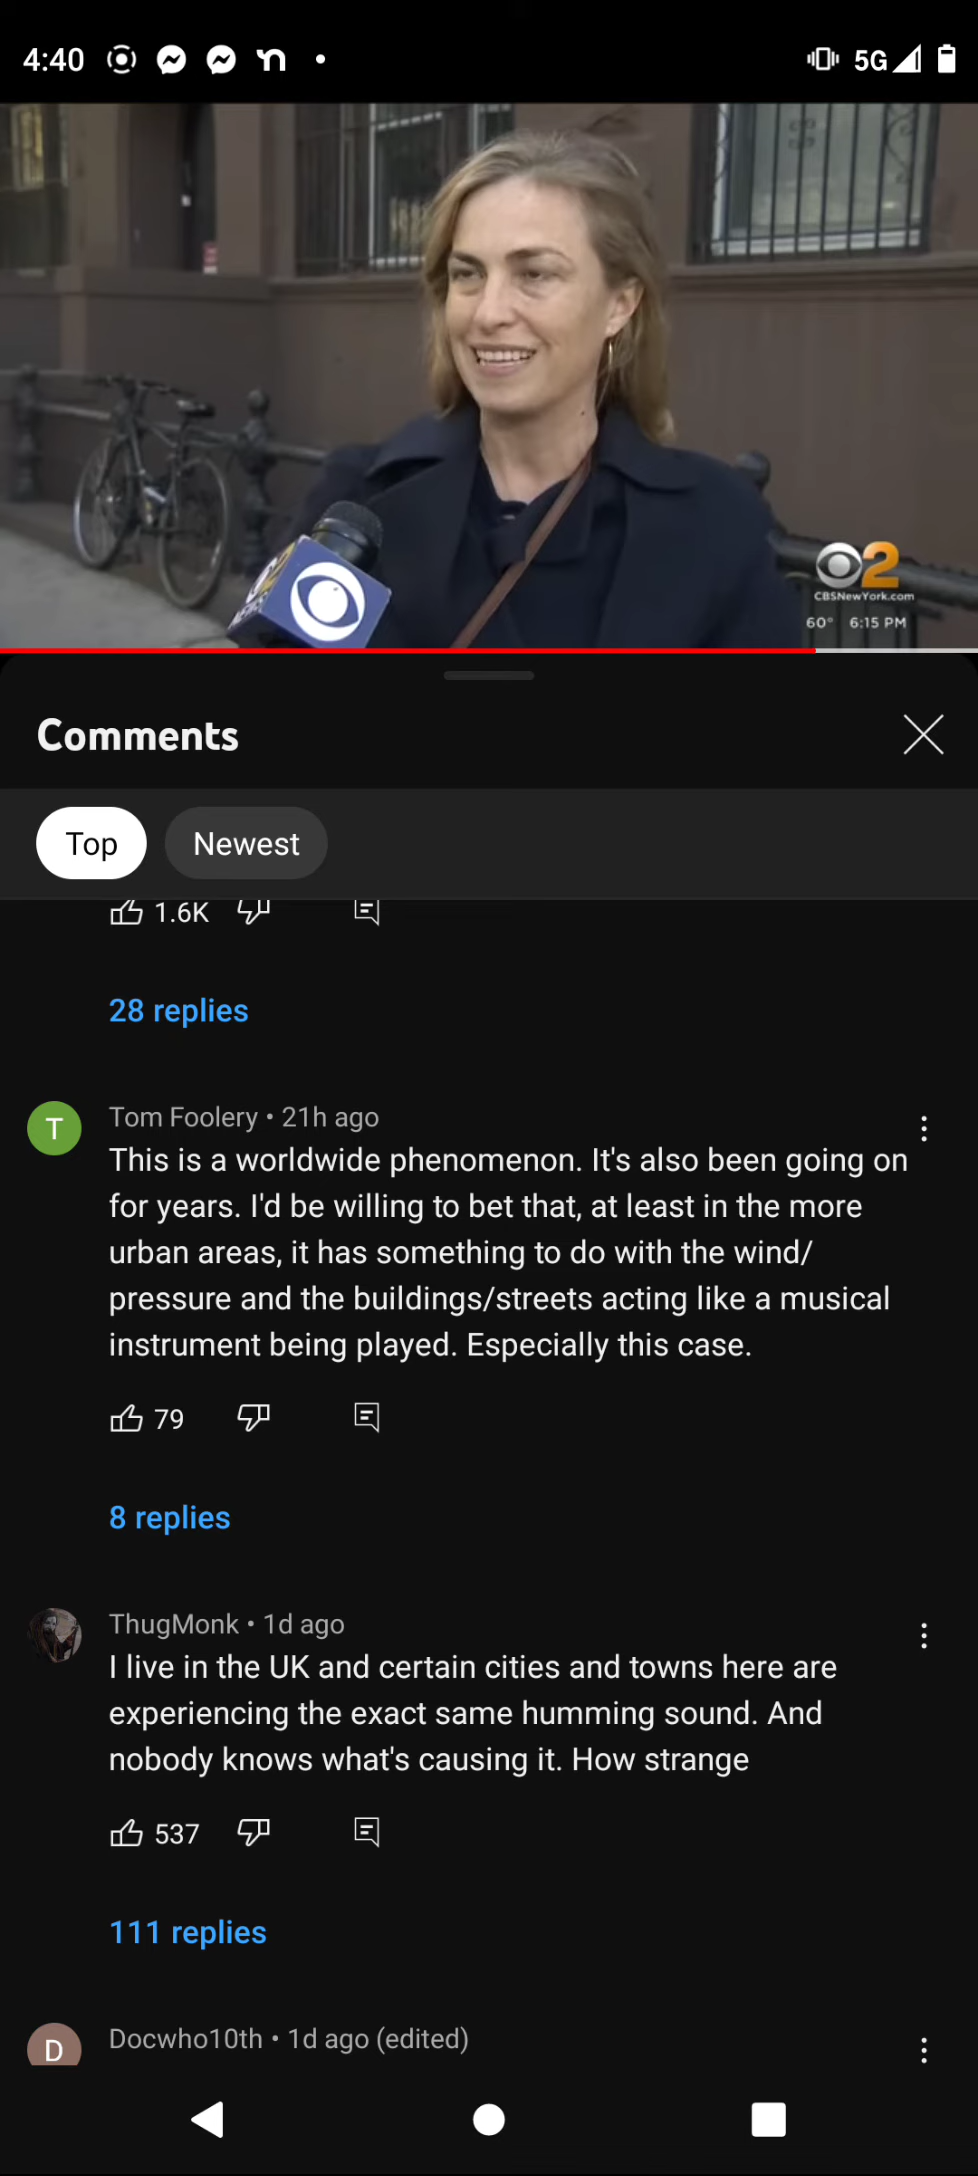 4:40
5G
2
CBSNewYork.com
60° 6:15 PM
Comments
Top Newest
1.6K
28 replies
T
Tom Foolery • 21h ago
This is a worldwide phenomenon. It's also been going on
for years. I'd be willing to bet that, at least in the more
urban areas, it has something to do with the wind/
pressure and the buildings/streets acting like a musical
instrument being played. Especially this case.
79
8 replies
ThugMonk • 1d ago
I live in the UK and certain cities and towns here are
experiencing the exact same humming sound. And
nobody knows what's causing it. How strange
537
111 replies
D
Docwho10th • 1d ago (edited)